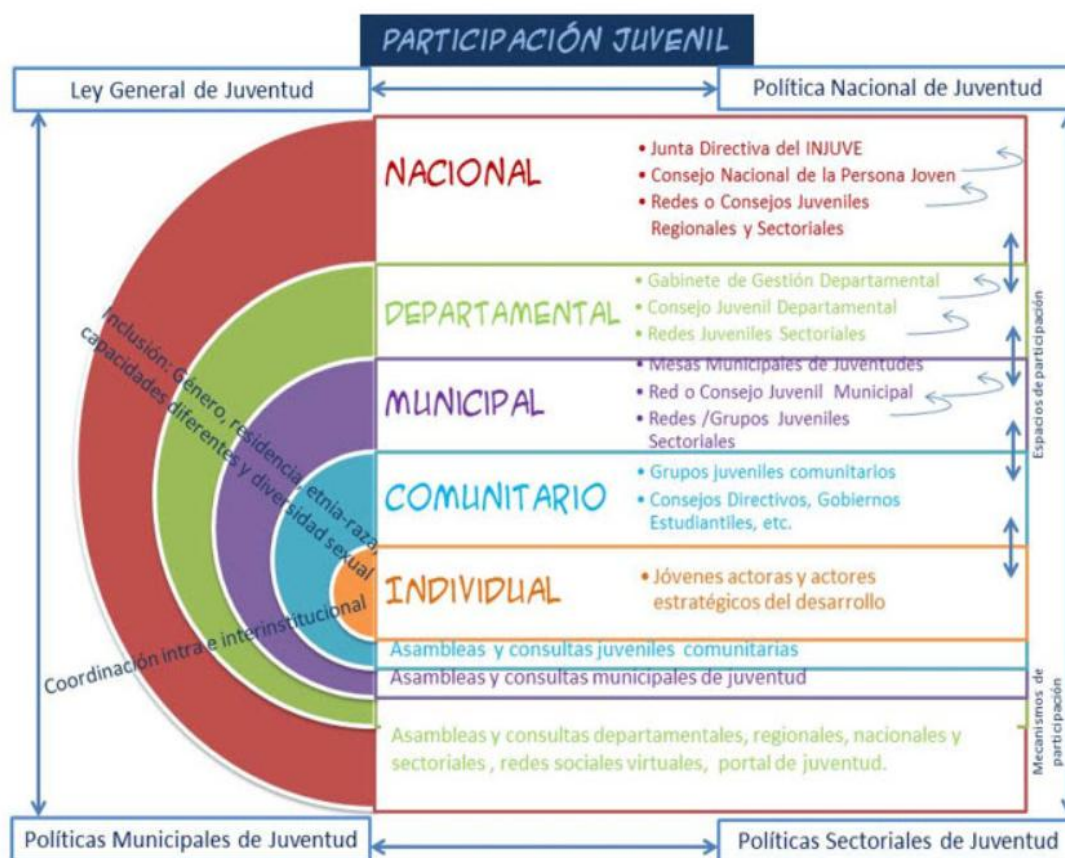 PARTICIPACIÓN JUVENIL
Ley General de Juventud
Política Nacional de Juventud
NACIONAL
• Junta Directiva del INJUVE
• Consejo Nacional de la Persona Joven
• Redes o Consejos Juveniles
Regionales y Sectoriales
DEPARTAMENTAL
• Gabinete de Gestión Departamental
• Consejo Juvenil Departamental
• Redes Juveniles Sectoriales
MUNICIPAL
• Mesas Municipales de Juventudes
• Red o Consejo Juvenil Municipal
• Redes /Grupos Juveniles
Sectoriales
COMUNITARIO
• Grupos juveniles comunitarios
• Consejos Directivos, Gobiernos
Estudiantiles, etc.
INDIVIDUAL
• Jóvenes actoras y actores
estratégicos del desarrollo
Asambleas y consultas juveniles comunitarias
Asambleas y consultas municipales de juventud
Asambleas y consultas departamentales, regionales, nacionales y
sectoriales , redes sociales virtuales, portal de juventud.
Inclusión: Género, residencia, etnia-raza,
capacidades diferentes y diversidad sexual
Coordinación intra e interinstitucional
Espacios de participación
Mecanismos de
participación
Políticas Municipales de Juventud
Políticas Sectoriales de Juventud